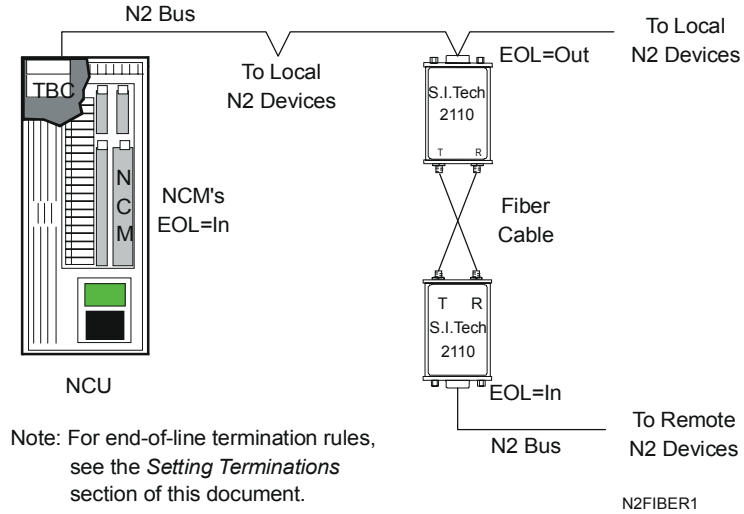 N2 Bus
To Local
N2 Devices
EOL=Out
To Local
N2 Devices
TBC
S.I.Tech
2110
T R
N
C
M
NCM's
EOL=In
Fiber
Cable
T R
S.I.Tech
2110
EOL=In
NCU
N2 Bus
To Remote
N2 Devices
Note: For end-of-line termination rules,
see the Setting Terminations
section of this document.
N2FIBER1